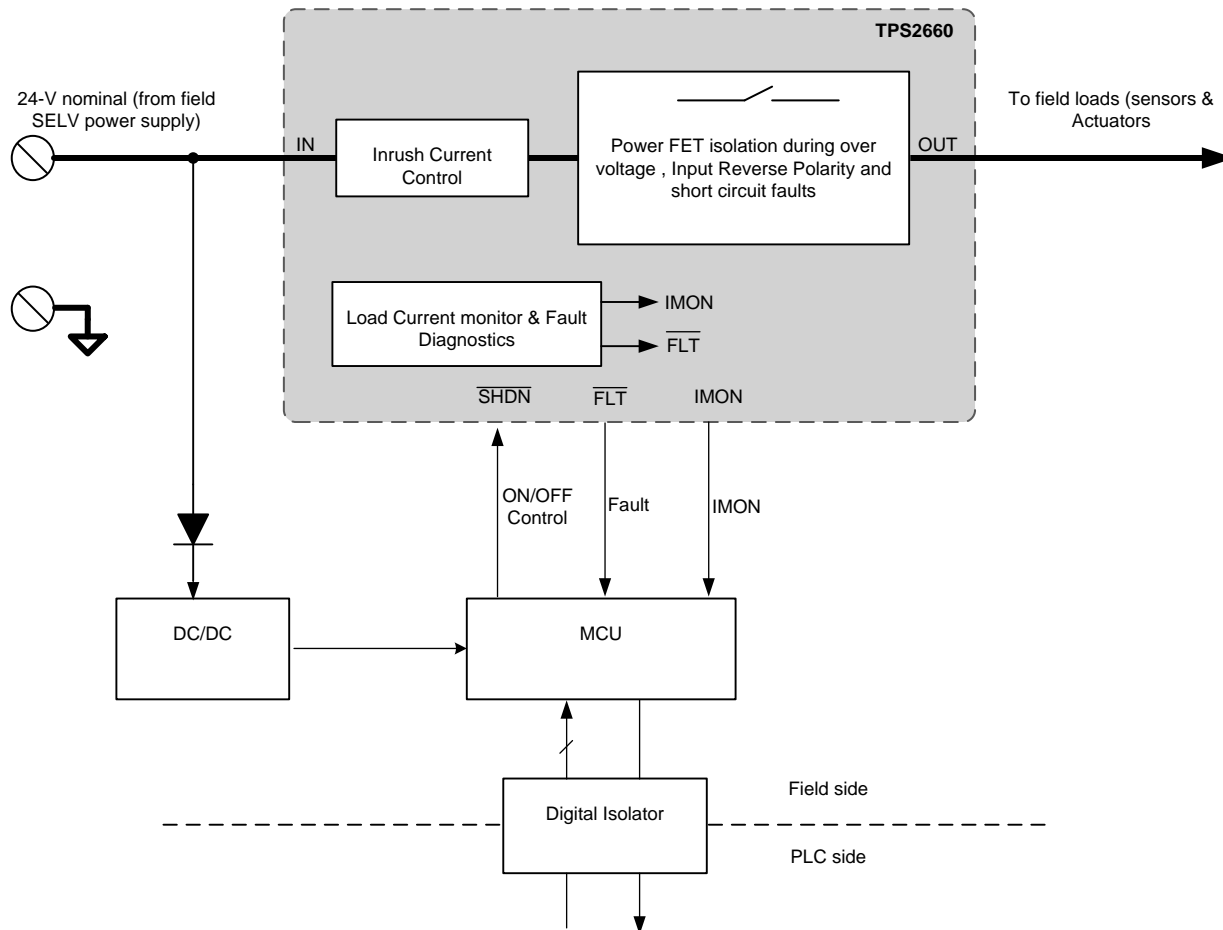 TPS2660
24-V nominal (from field
SELV power supply)
IN
Inrush Current
Control
Power FET isolation during over
voltage , Input Reverse Polarity and
short circuit faults
OUT
To field loads (sensors &
Actuators
Load Current monitor & Fault
Diagnostics
IMON
FLT
SHDN
FLT
IMON
ON/OFF
Control
Fault
IMON
DC/DC
MCU
Digital Isolator
Field side
PLC side